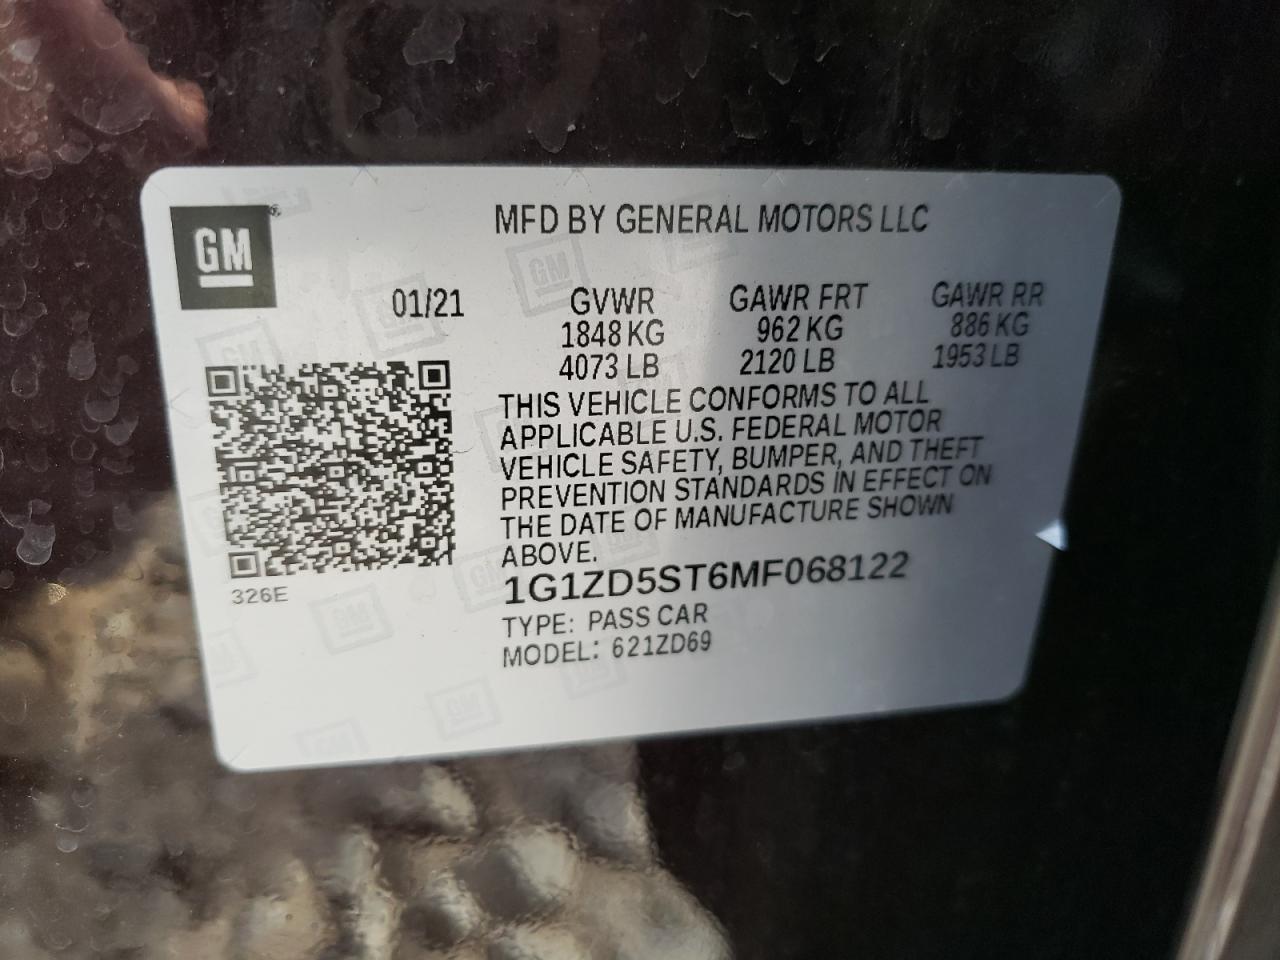 GM
MFD BY GENERAL MOTORS LLC
01/21 GVWR GAWR FRT GAWR RR
1848 KG 962 KG 886 KG
4073 LB 2120 LB 1953 LB
THIS VEHICLE CONFORMS TO ALL
APPLICABLE U.S. FEDERAL MOTOR
VEHICLE SAFETY, BUMPER, AND THEFT
PREVENTION STANDARDS IN EFFECT ON
THE DATE OF MANUFACTURE SHOWN
ABOVE.
326E
1G1ZD5ST6MF068122
TYPE: PASS CAR
MODEL: 621ZD69